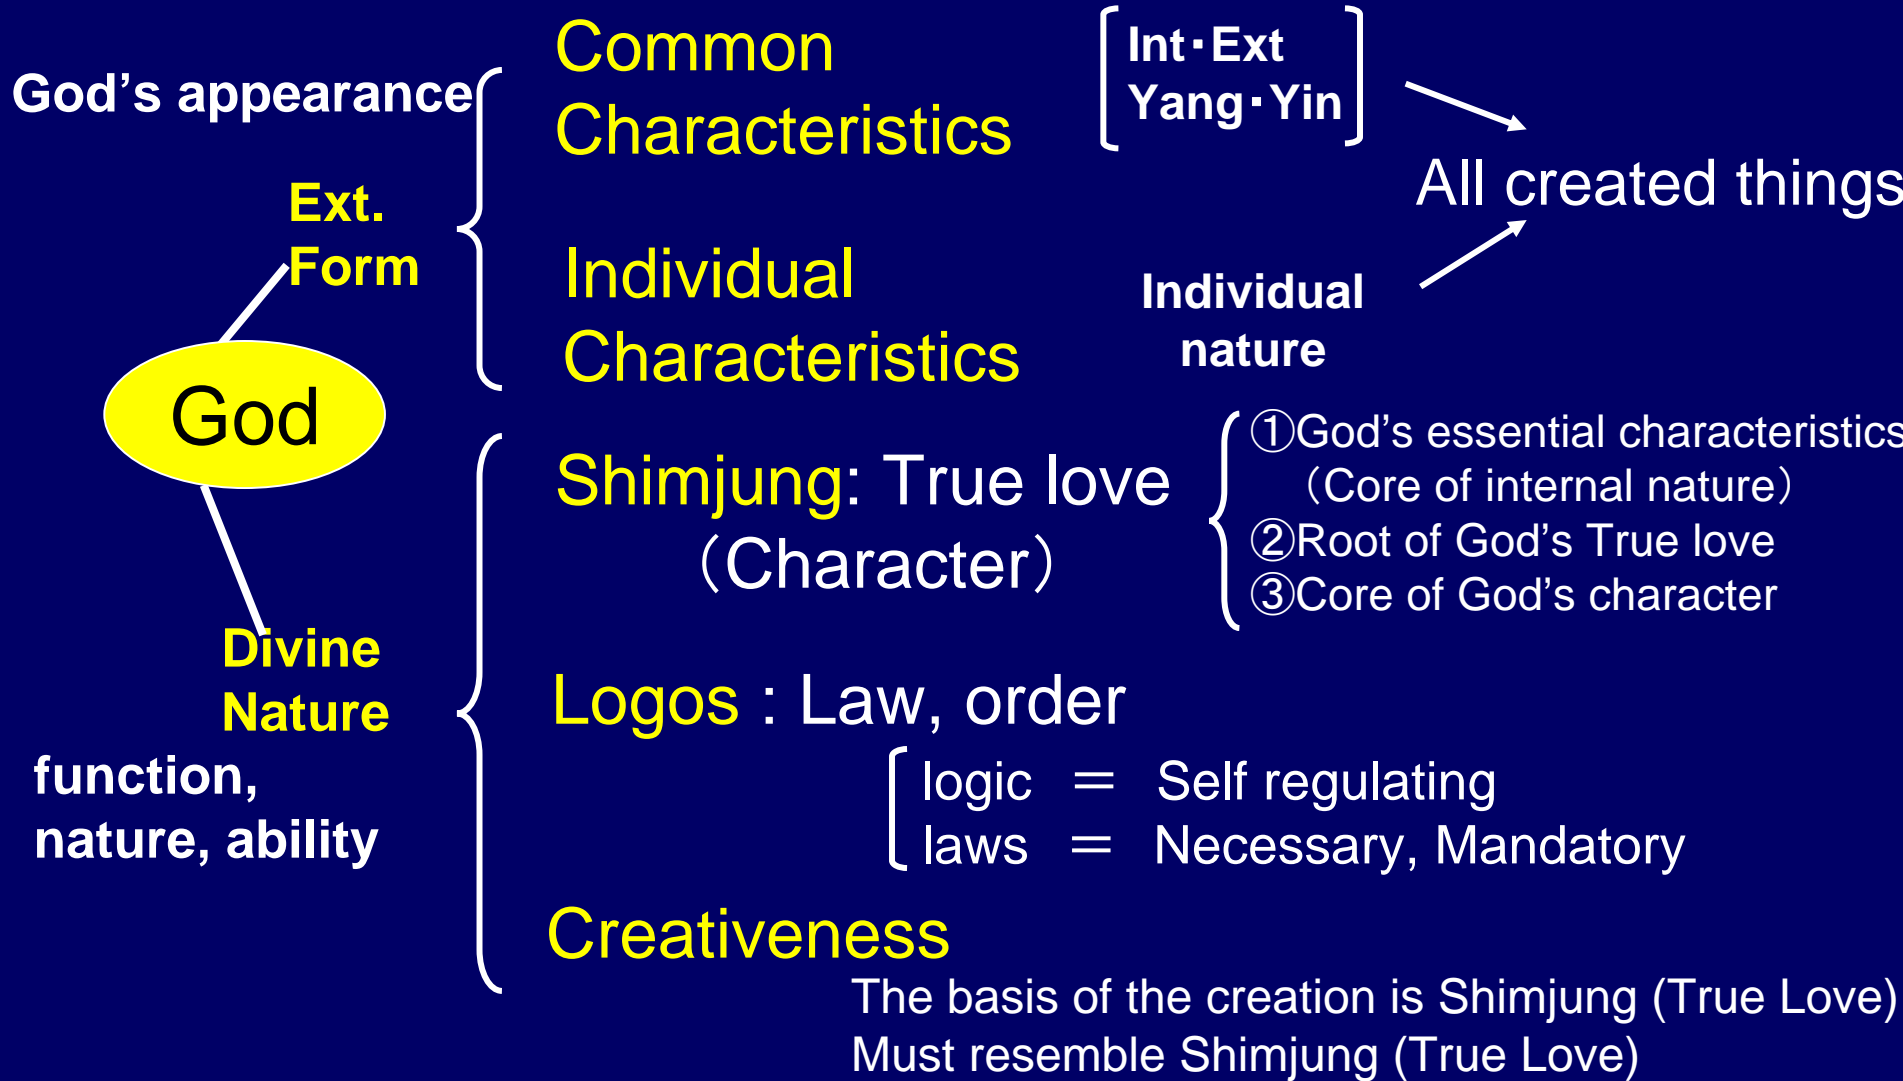 God’s appearance
Ext.
Form
God
Divine
Nature
function,
nature, ability
Common
Characteristics
Int・Ext
Yang・Yin
All created things
Individual
Characteristics
Individual
nature
Shimjung: True love
（Character）
①God’s essential characteristics
（Core of internal nature）
②Root of God’s True love
③Core of God’s character
Logos : Law, order
logic ＝ Self regulating
laws ＝ Necessary, Mandatory
Creativeness
The basis of the creation is Shimjung (True Love)
Must resemble Shimjung (True Love)